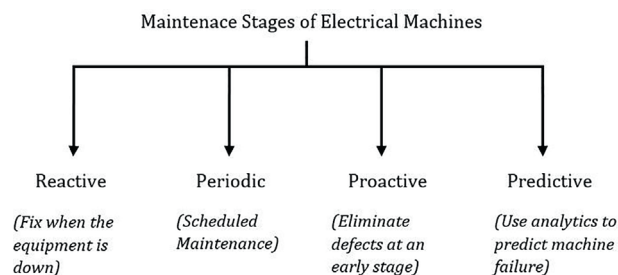 Maintenace Stages of Electrical Machines
Reactive
(Fix when the
equipment is
down)
Periodic
(Scheduled
Maintenance)
Proactive
(Eliminate
defects at an
early stage)
Predictive
(Use analytics to
predict machine
failure)